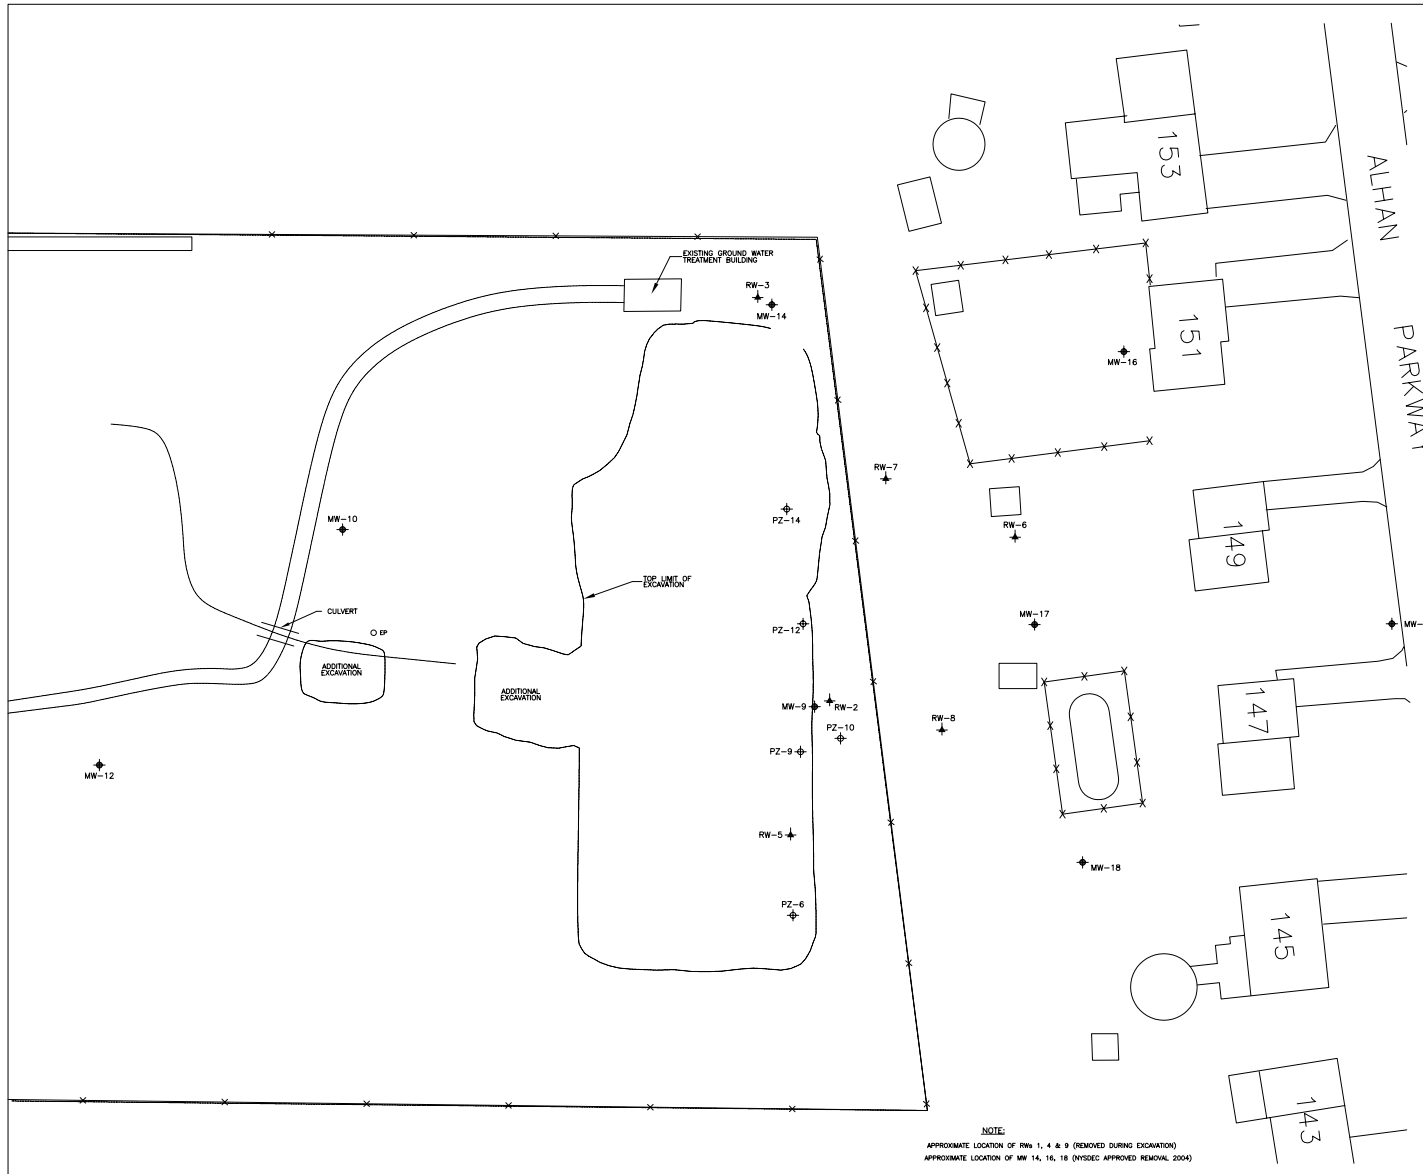 153
ALHAN
EXISTING GROUND WATER
TREATMENT BUILDING
RW-3
MW-14
151
MW-16
PARKWAY
RW-7
MW-10
PZ-14
RW-6
149
TOP LIMIT OF
EXCAVATION
CULVERT
EP
PZ-12
MW-17
MW-
ADDITIONAL
EXCAVATION
ADDITIONAL
EXCAVATION
MW-9
RW-2
PZ-10
RW-8
147
PZ-9
MW-12
RW-5
MW-18
PZ-6
145
143
NOTE:
APPROXIMATE LOCATION OF RWs 1, 4 & 9 (REMOVED DURING EXCAVATION)
APPROXIMATE LOCATION OF MW 14, 16, 18 (NYSDEC APPROVED REMOVAL 2004)